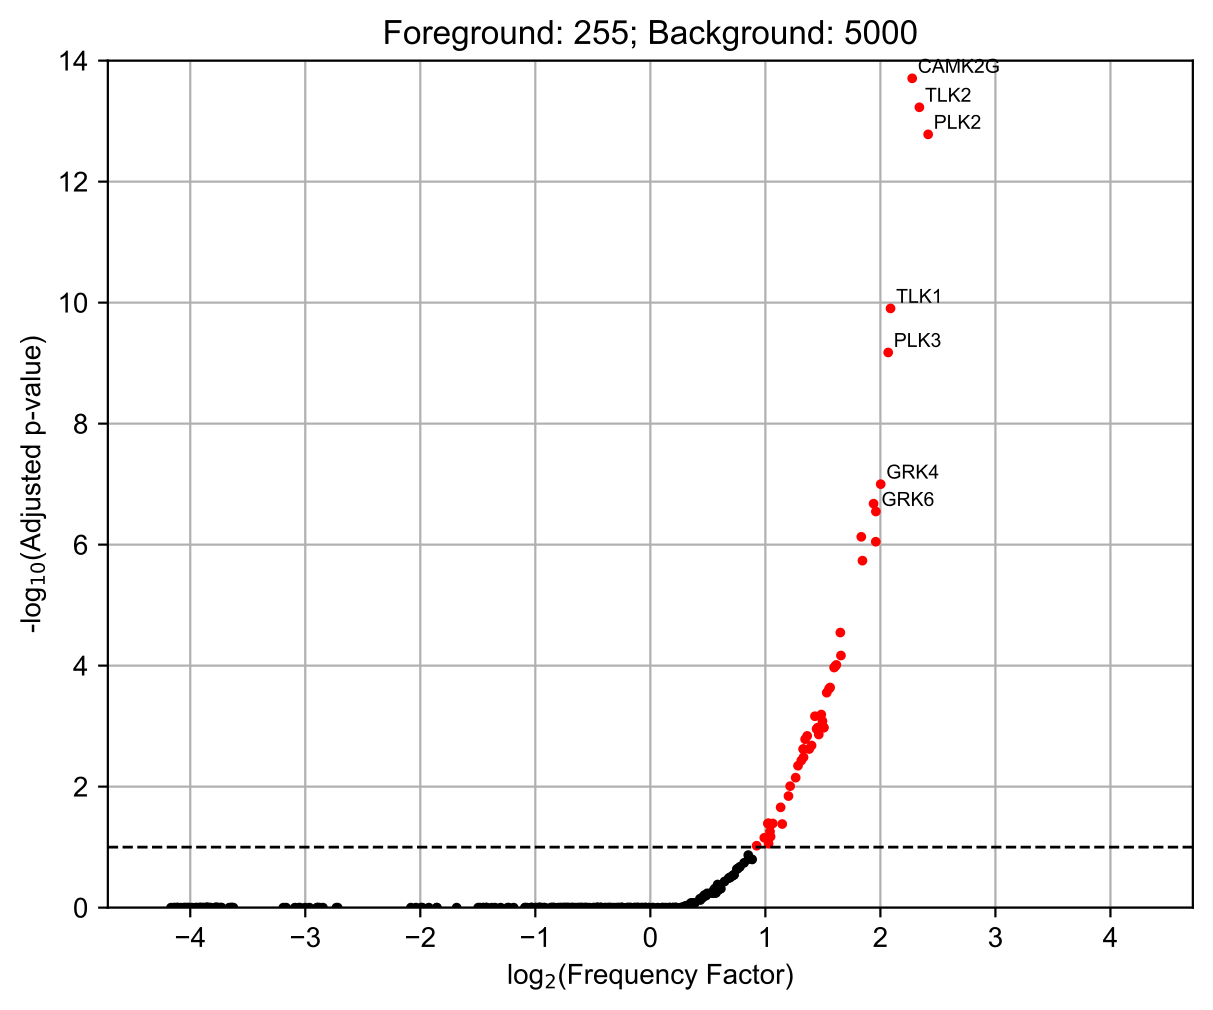 Foreground: 255; Background: 5000
14
CAMK2G
TLK2
PLK2
12
10
TLK1
PLK3
8
GRK4
GRK6
6
4
2
0
-log10(Adjusted p-value)
−4 −3 −2 −1 0 1 2 3 4
log2(Frequency Factor)